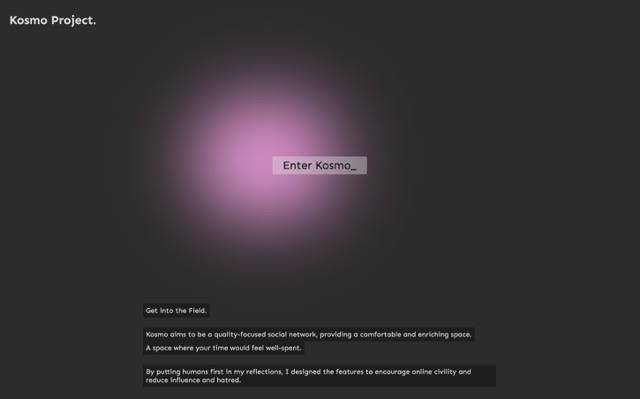 Kosmo Project.
Enter Kosmo_
Get into the Field.
Kosmo aims to be a quality-focused social network, providing a comfortable and enriching space.
A space where your time would feel well-spent.
By putting humans first in my reflections, I designed the features to encourage online civility and
reduce influence and hatred.